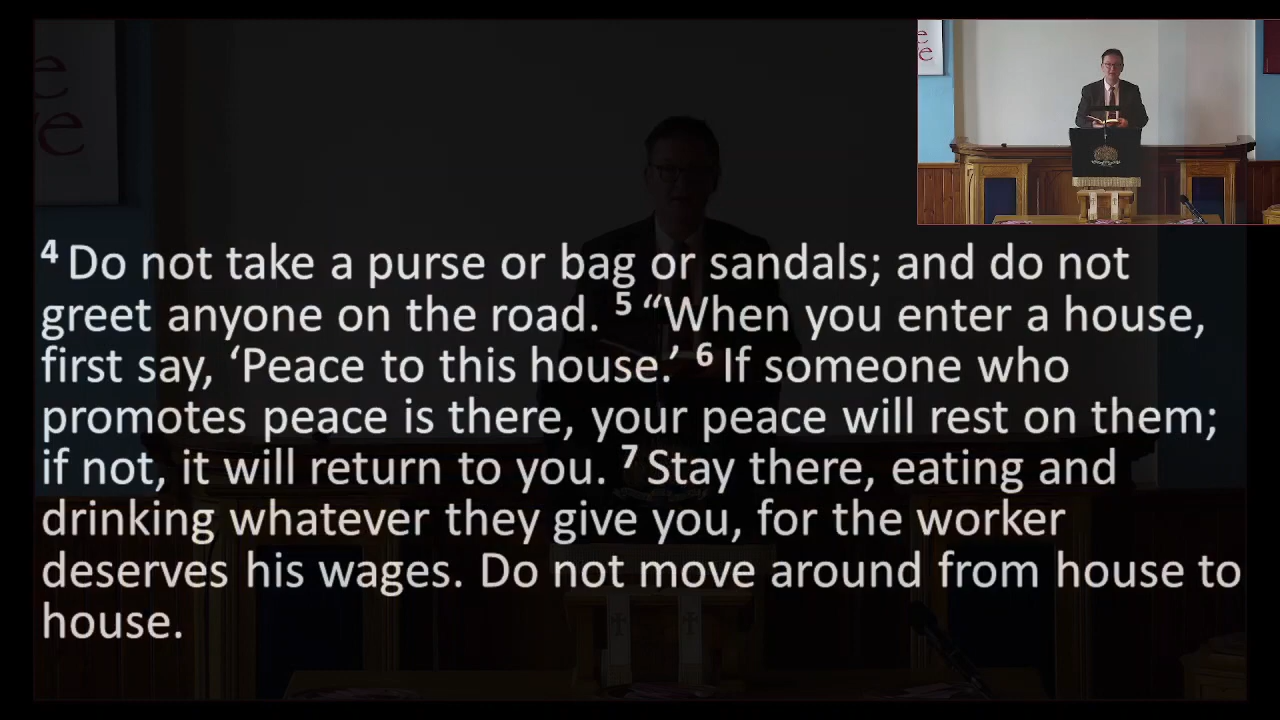 ⁴ Do not take a purse or bag or sandals; and do not
greet anyone on the road. ⁵ “When you enter a house,
first say, ‘Peace to this house.’ ⁶ If someone who
promotes peace is there, your peace will rest on them;
if not, it will return to you. ⁷ Stay there, eating and
drinking whatever they give you, for the worker
deserves his wages. Do not move around from house to
house.